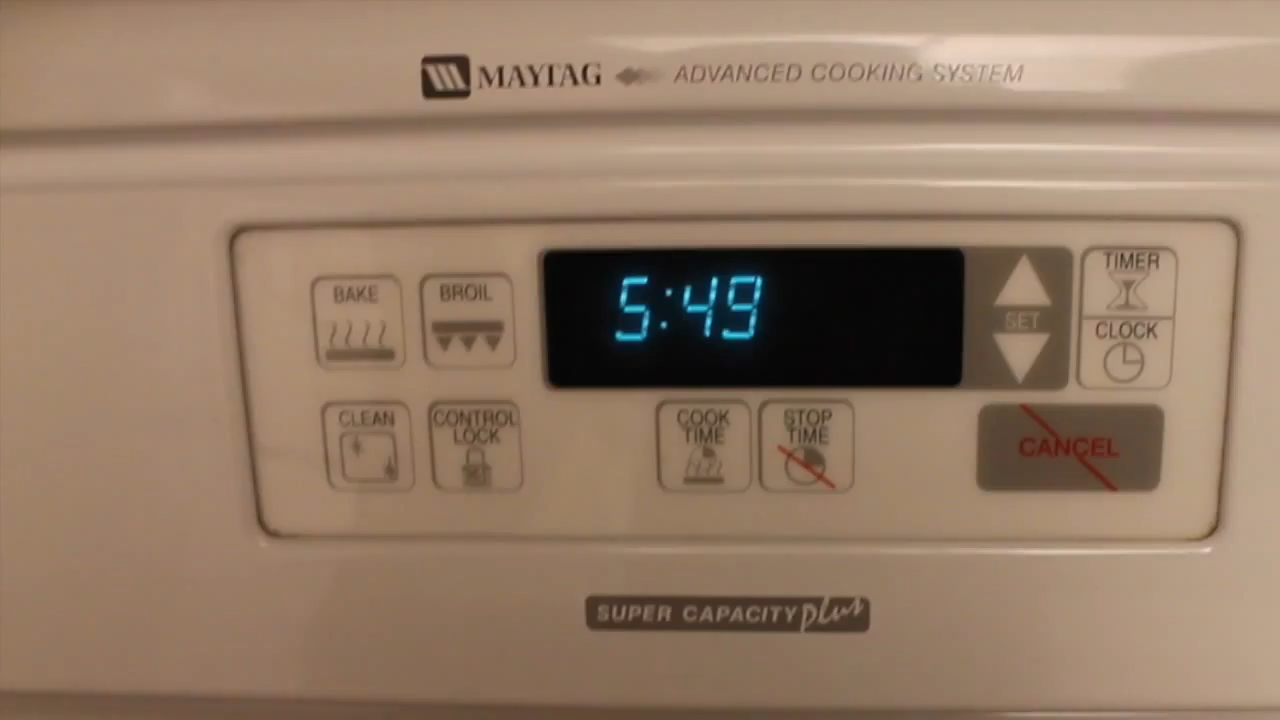 MAYTAG ADVANCED COOKING SYSTEM
BAKE
BROIL
5:49
SET
TIMER
CLOCK
CLEAN
CONTROL
LOCK
COOK
TIME
STOP
TIME
CANCEL
SUPER CAPACITY plus